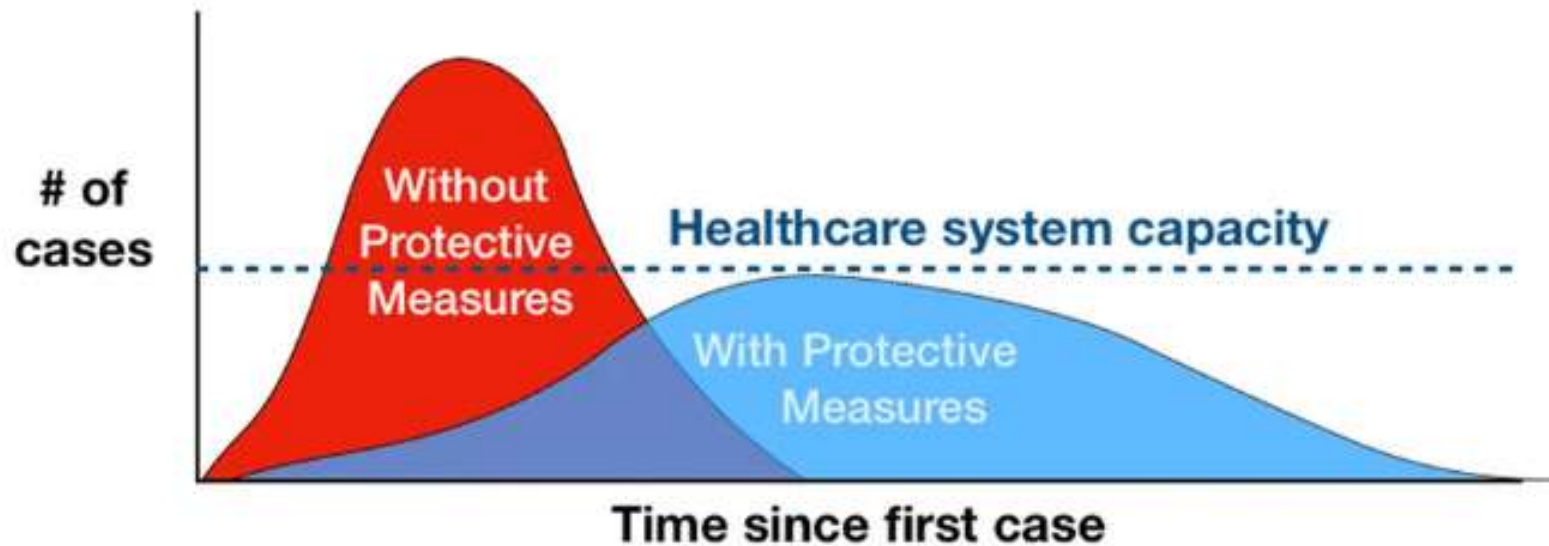 # of
cases
Without
Protective
Measures
Healthcare system capacity
With Protective
Measures
Time since first case